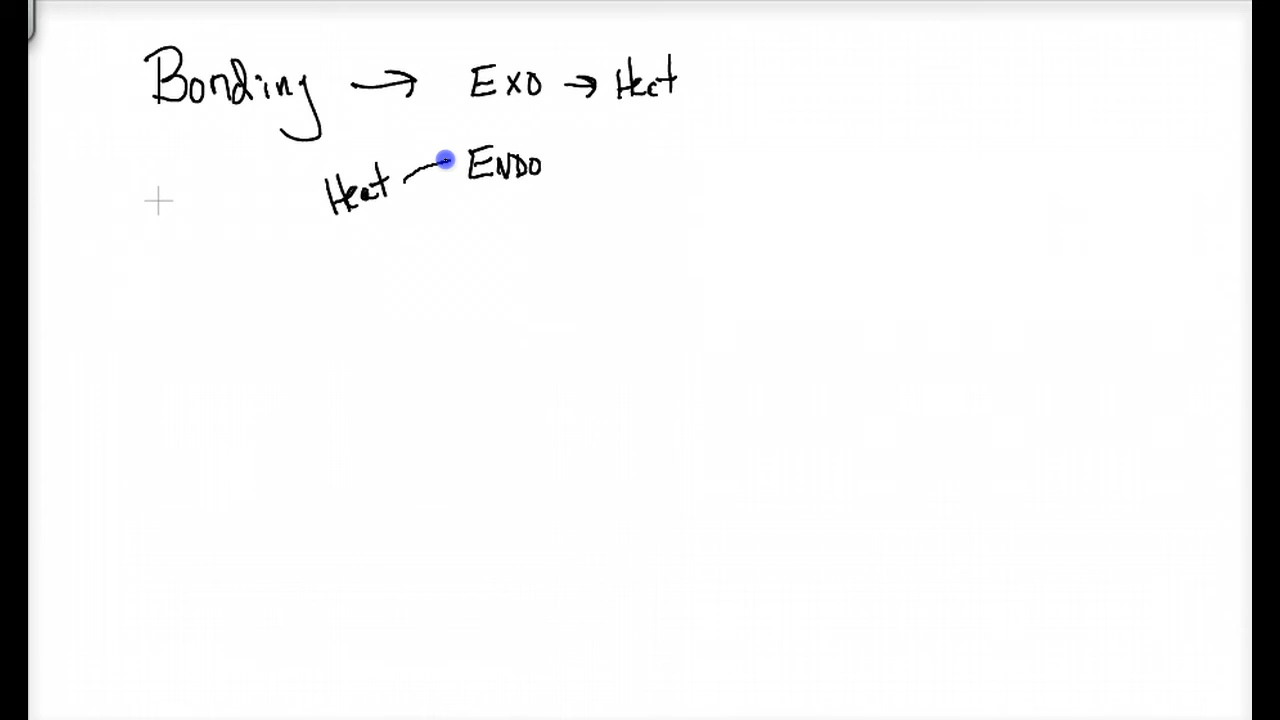 Bonding → EXO → Heat
Heat ENDO